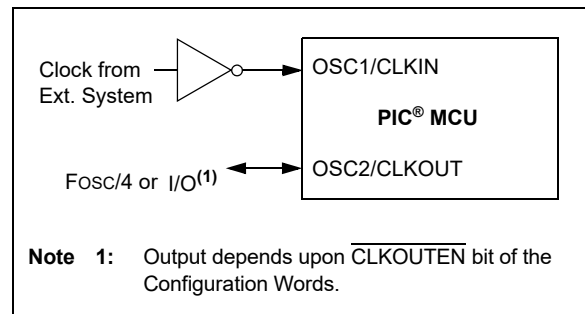 Clock from
Ext. System
OSC1/CLKIN
PIC® MCU
FOSC/4 or I/O(1)
OSC2/CLKOUT
Note 1: Output depends upon CLKOUTEN bit of the
Configuration Words.